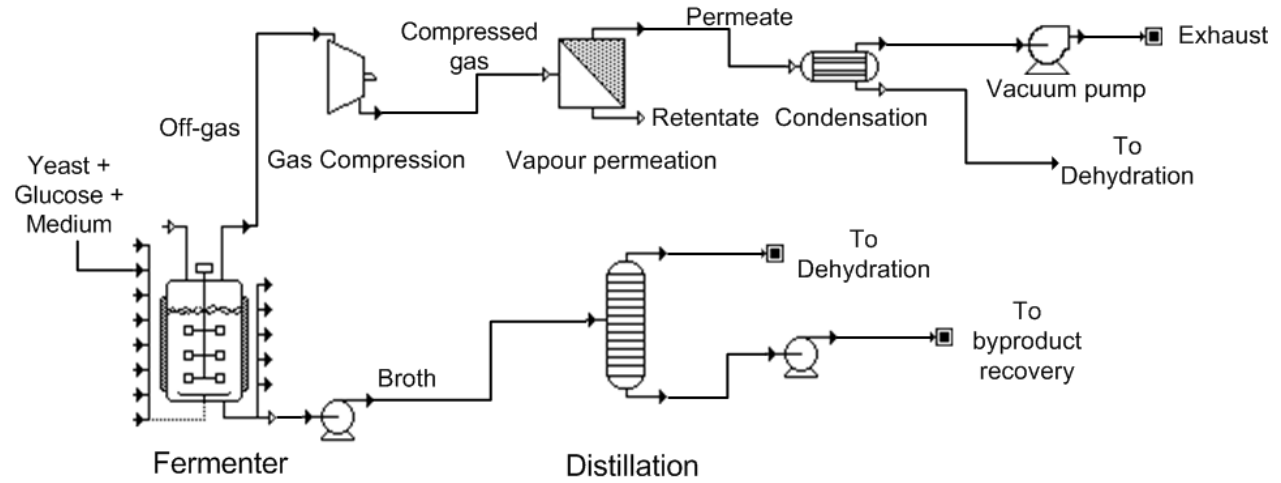 Permeate
Compressed
gas
Exhaust
Vacuum pump
Off-gas
Retentate
Condensation
Gas Compression
Vapour permeation
To
Dehydration
Yeast +
Glucose +
Medium
To
Dehydration
To
byproduct
recovery
Broth
Fermenter
Distillation